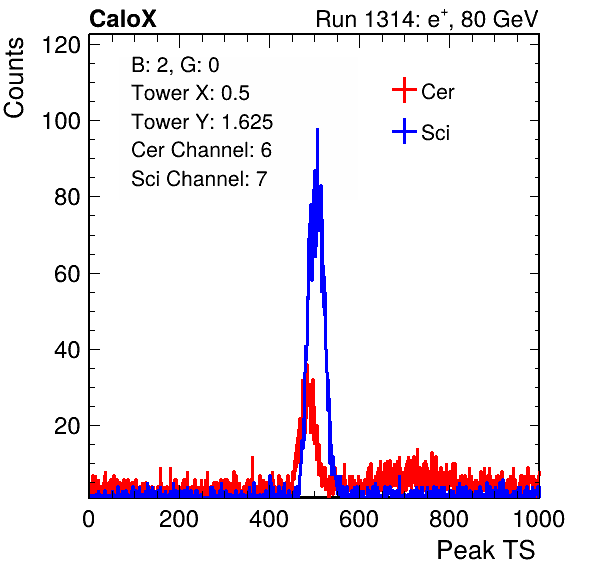 CaloX Run 1314: e⁺, 80 GeV
Counts
120
100
80
60
40
20
B: 2, G: 0
Tower X: 0.5
Tower Y: 1.625
Cer Channel: 6
Sci Channel: 7
Cer
Sci
0 200 400 600 800 1000
Peak TS